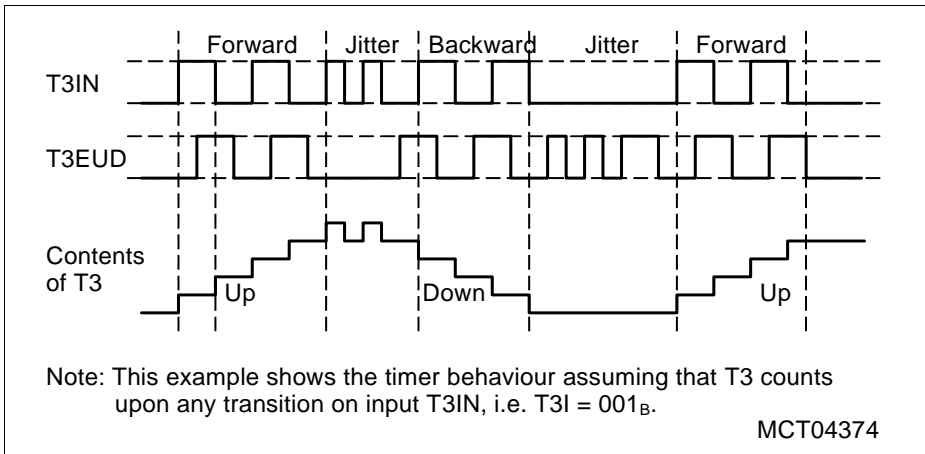 Forward Jitter Backward Jitter Forward
T3IN
T3EUD
Contents
of T3
Up Down Up
Note: This example shows the timer behaviour assuming that T3 counts
upon any transition on input T3IN, i.e. T3I = 001B.
MCT04374